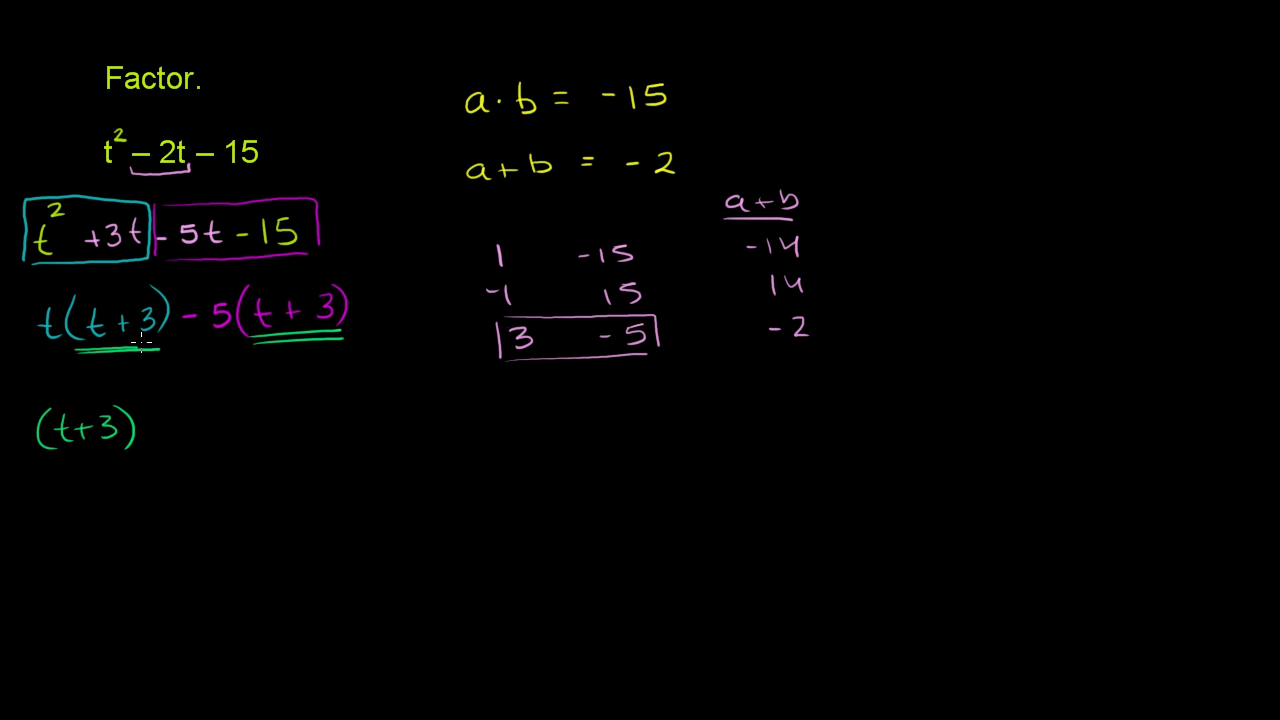 Factor.
t² – 2t – 15
t² + 3t - 5t - 15
t(t + 3) - 5(t + 3)
(t+3)
a · b = -15
a + b = -2
a + b
1 -15 -14
-1 15 14
3 -5 -2